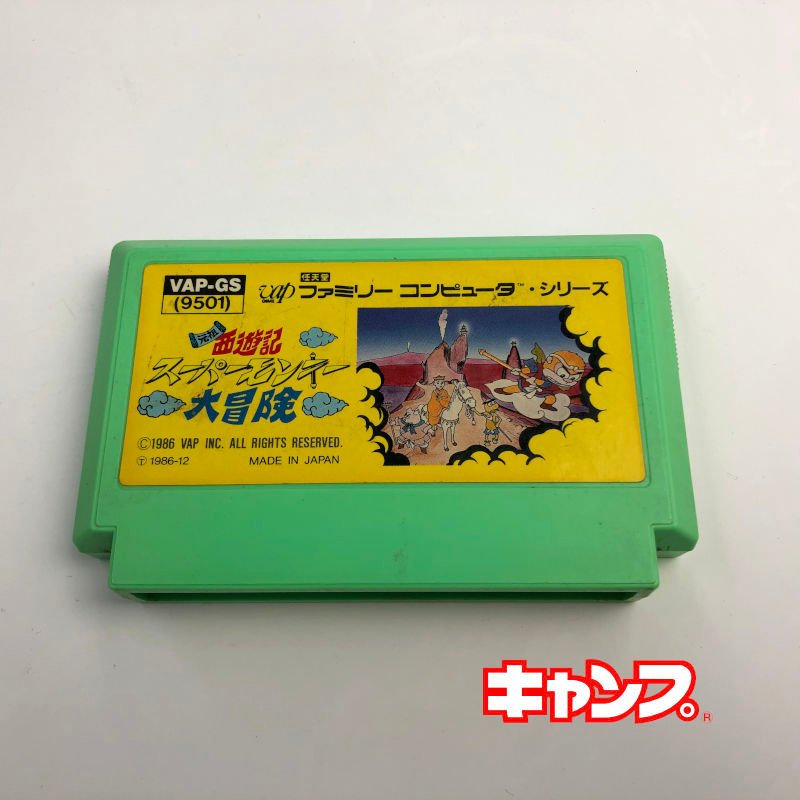 VAP-GS
(9501)
vap
任天堂
ファミリー コンピュータ™・シリーズ
元祖
西遊記
スーパーモンキー
大冒険
©1986 VAP INC. ALL RIGHTS RESERVED.
Ⓣ 1986-12 MADE IN JAPAN
キャンプ。®